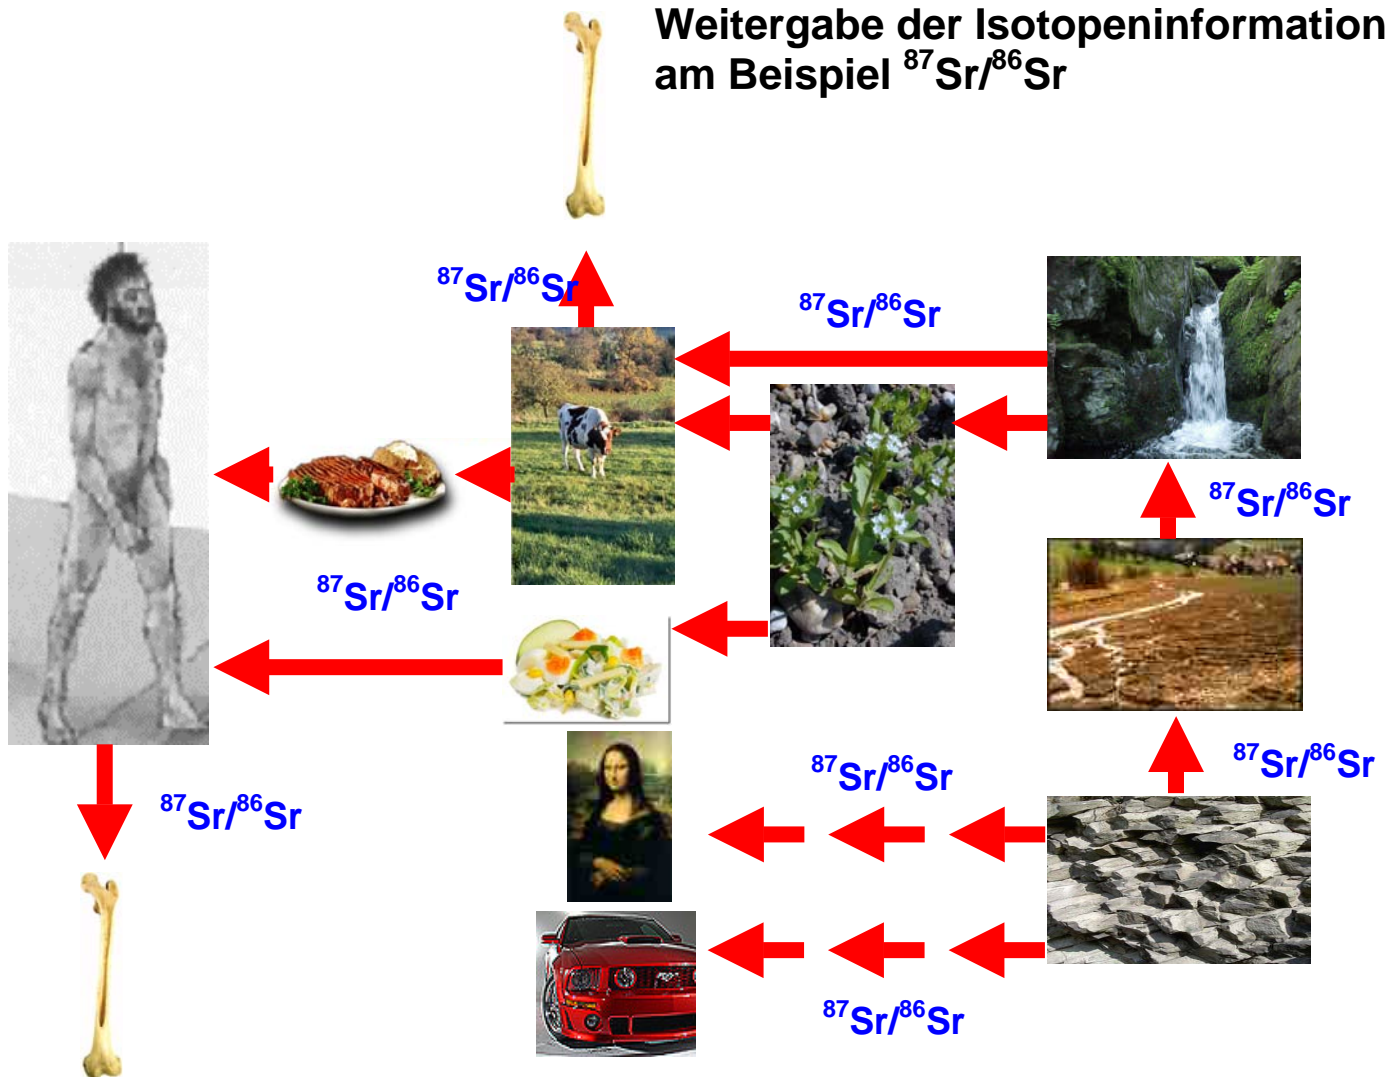 Weitergabe der Isotopeninformation
am Beispiel ⁸⁷Sr/⁸⁶Sr
⁸⁷Sr/⁸⁶Sr
⁸⁷Sr/⁸⁶Sr
⁸⁷Sr/⁸⁶Sr
⁸⁷Sr/⁸⁶Sr
⁸⁷Sr/⁸⁶Sr
⁸⁷Sr/⁸⁶Sr
⁸⁷Sr/⁸⁶Sr
⁸⁷Sr/⁸⁶Sr